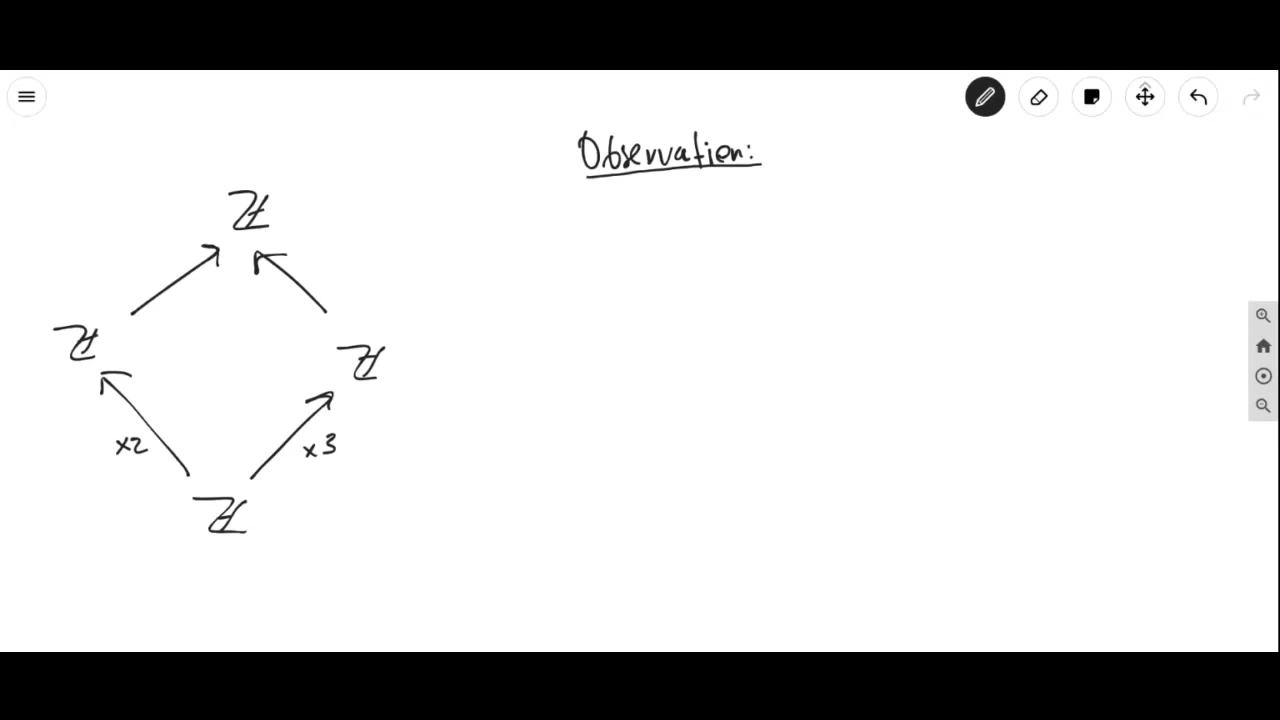 Observation:
ℤ
ℤ ℤ
×2 ×3
ℤ